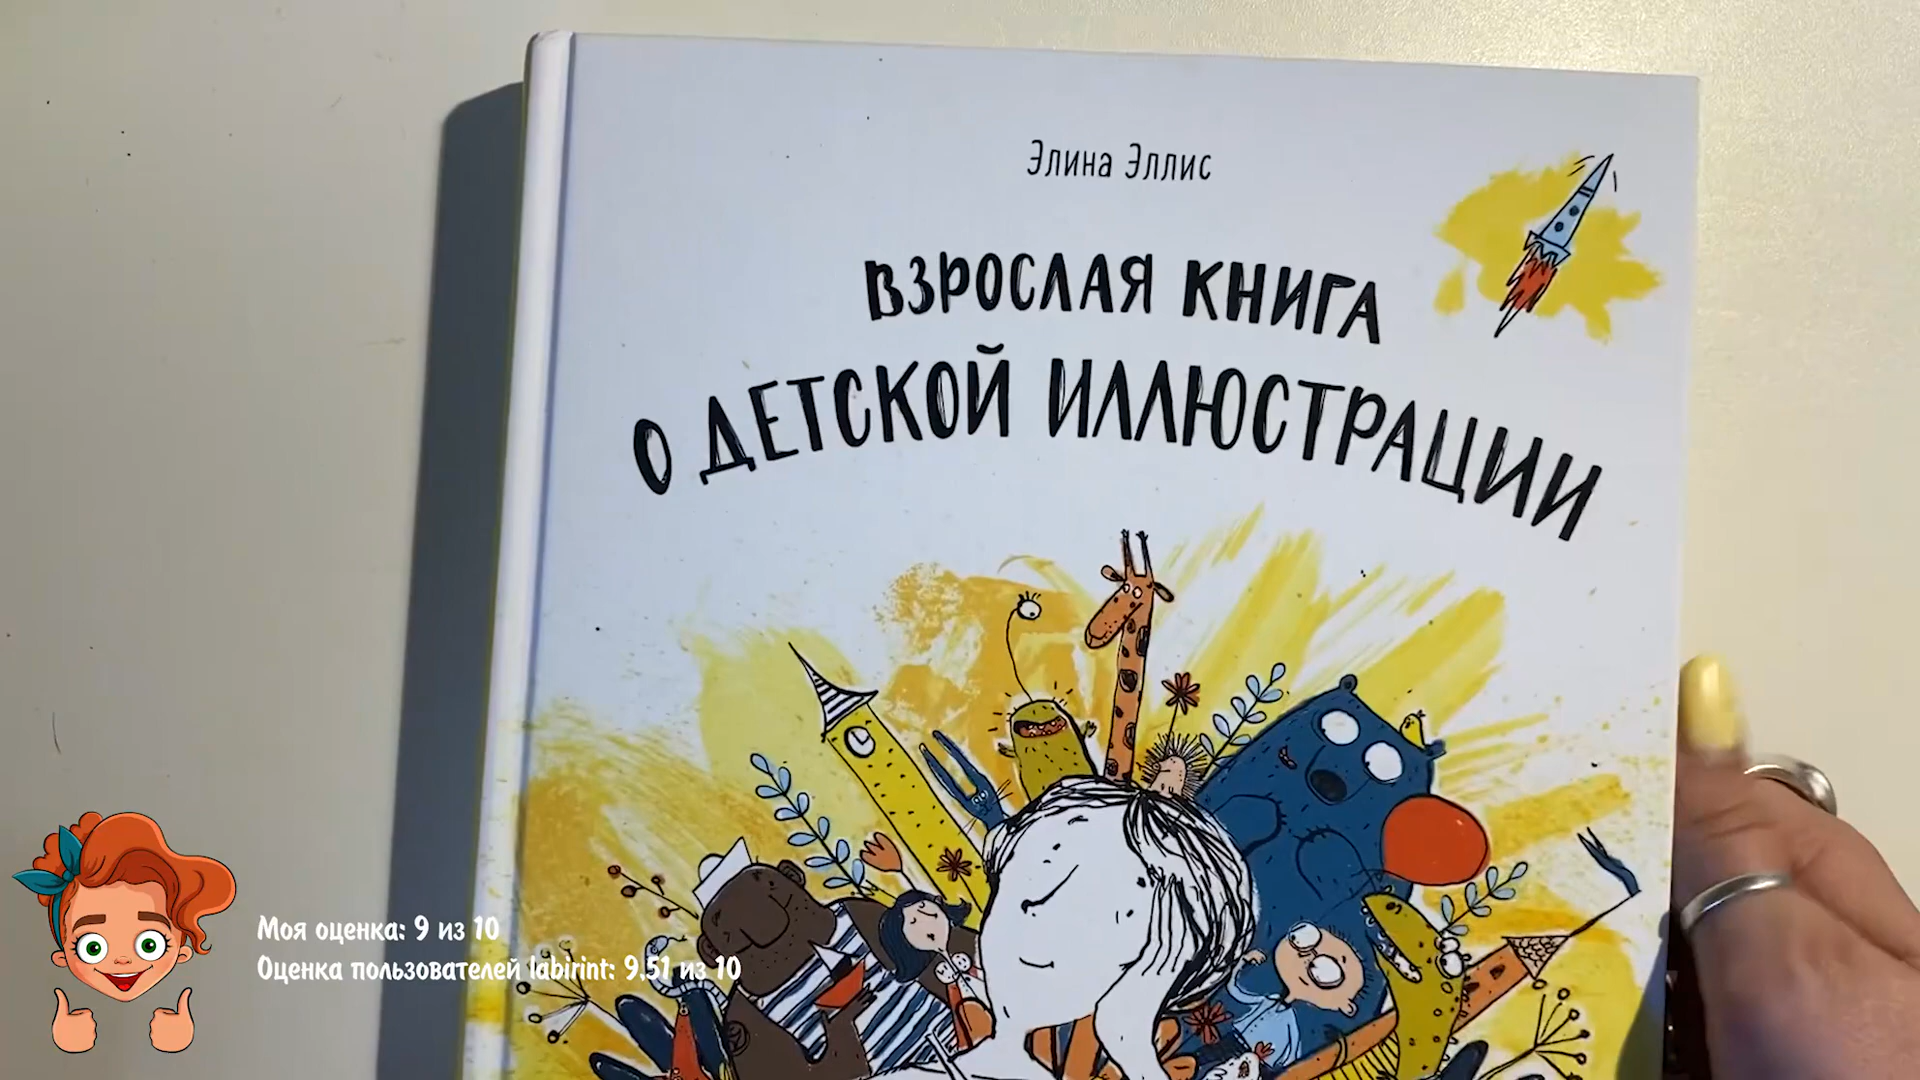 Элина Эллис
ВЗРОСЛАЯ КНИГА
О ДЕТСКОЙ ИЛЛЮСТРАЦИИ
Моя оценка: 9 из 10
Оценка пользователей labirint: 9.51 из 10